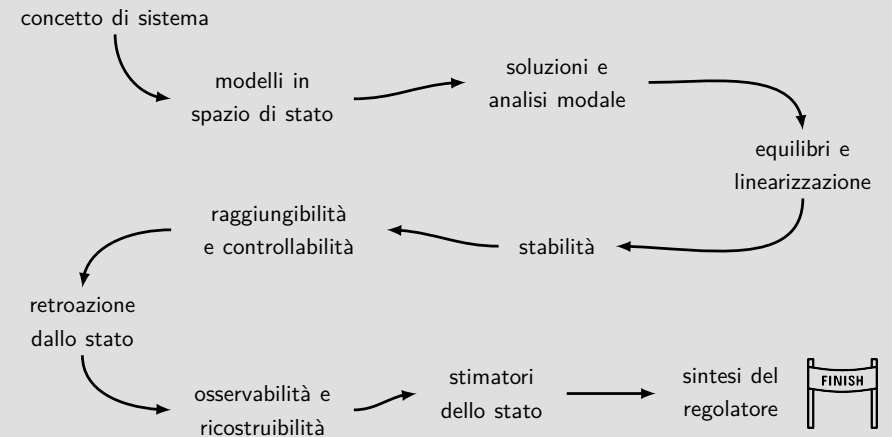 concetto di sistema
modelli in
spazio di stato
soluzioni e
analisi modale
equilibri e
linearizzazione
stabilità
raggiungibilità
e controllabilità
retroazione
dallo stato
osservabilità e
ricostruibilità
stimatori
dello stato
sintesi del
regolatore
FINISH